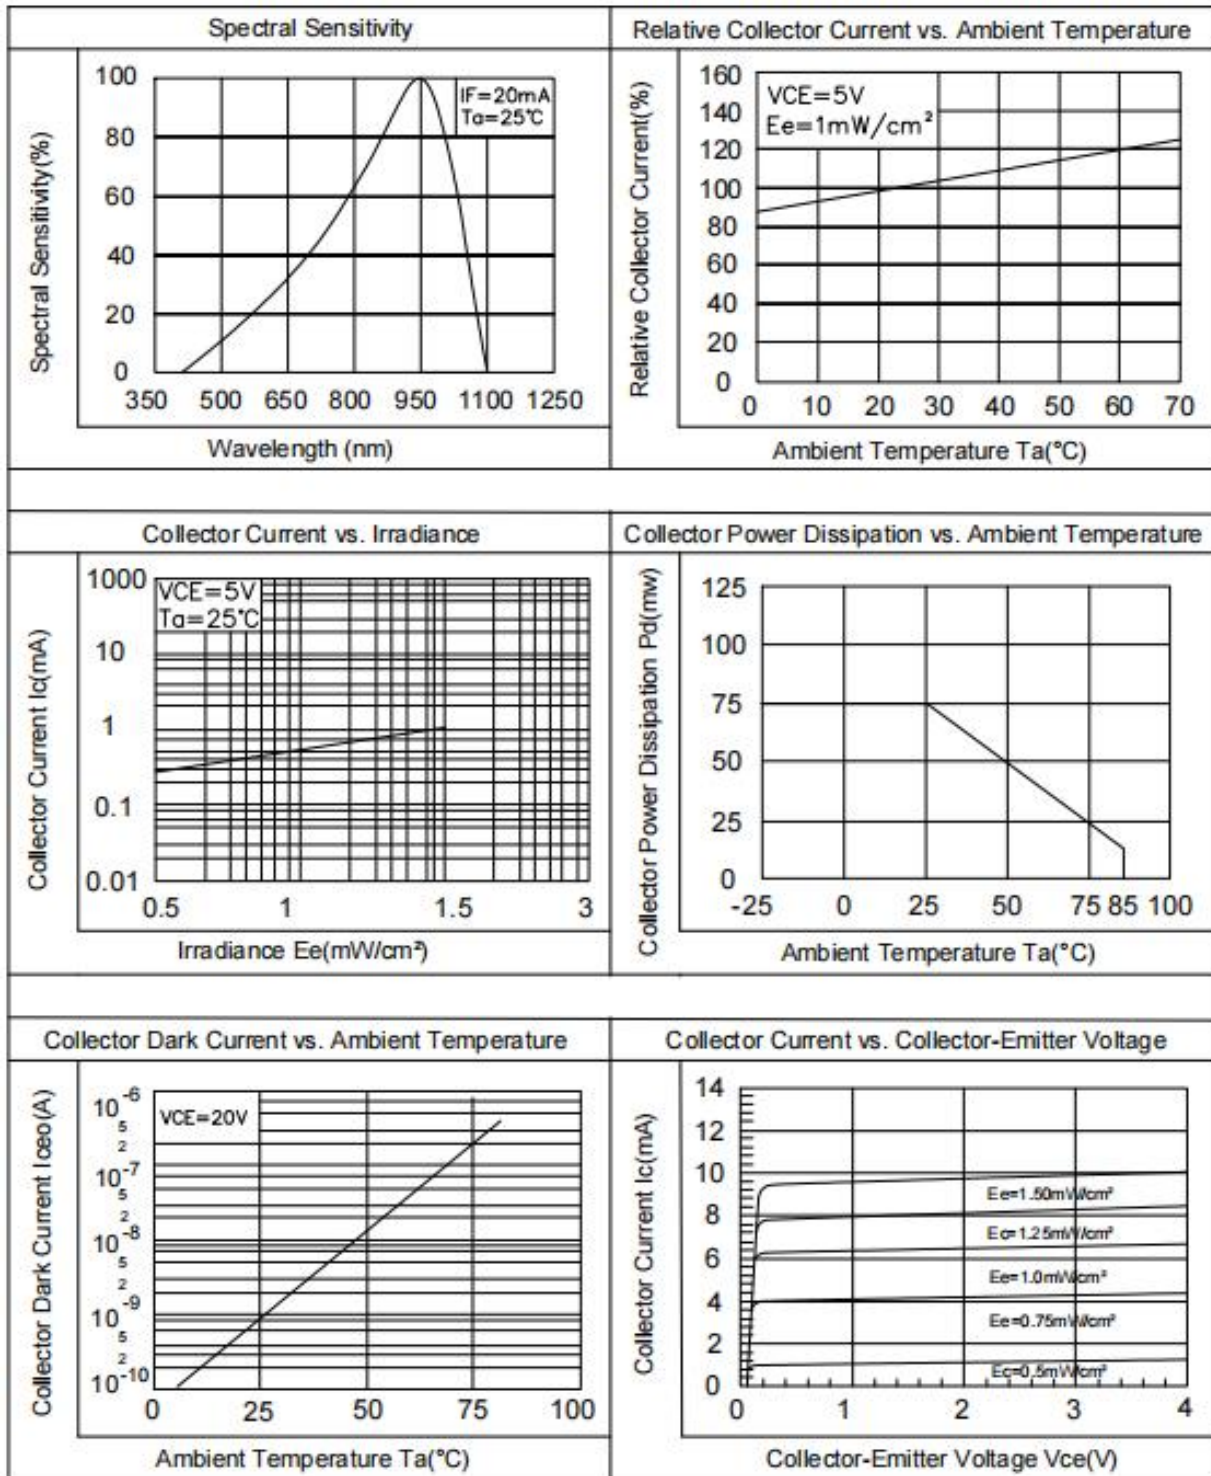 Spectral Sensitivity
Spectral Sensitivity(%)
100
80
60
40
20
0
IF=20mA
Ta=25℃
350 500 650 800 950 1100 1250
Wavelength (nm)
Relative Collector Current vs. Ambient Temperature
Relative Collector Current(%)
160
140
120
100
80
60
40
20
0
VCE=5V
Ee=1mW/cm²
0 10 20 30 40 50 60 70
Ambient Temperature Ta(°C)
Collector Current vs. Irradiance
Collector Current Ic(mA)
1000
10
1
0.1
0.01
VCE=5V
Ta=25℃
0.5 1 1.5 3
Irradiance Ee(mW/cm²)
Collector Power Dissipation vs. Ambient Temperature
Collector Power Dissipation Pd(mw)
125
100
75
50
25
0
-25 0 25 50 75 85 100
Ambient Temperature Ta(°C)
Collector Dark Current vs. Ambient Temperature
Collector Dark Current Iceo(A)
10⁻⁶
5
2
10⁻⁷
5
2
10⁻⁸
5
2
10⁻⁹
5
2
10⁻¹⁰
VCE=20V
0 25 50 75 100
Ambient Temperature Ta(°C)
Collector Current vs. Collector-Emitter Voltage
Collector Current Ic(mA)
14
12
10
8
6
4
2
0
Ee=1.50mW/cm²
Ec=1.25mW/cm²
Ee=1.0mW/cm²
Ee=0.75mW/cm²
Ec=0.5mW/cm²
0 1 2 3 4
Collector-Emitter Voltage Vce(V)